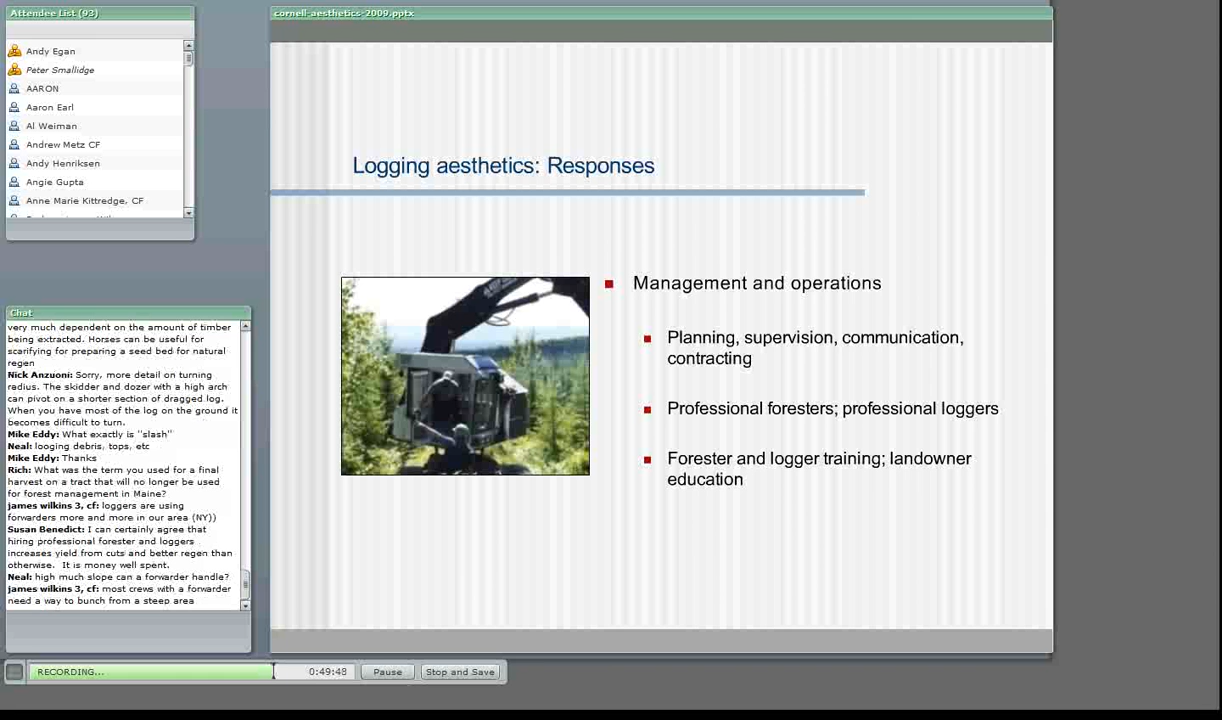 Attendee List (93)
Andy Egan
Peter Smallidge
AARON
Aaron Earl
Al Weiman
Andrew Metz CF
Andy Henriksen
Angie Gupta
Anne Marie Kittredge, CF
Chat
very much dependent on the amount of timber
being extracted. Horses can be useful for
scarifying for preparing a seed bed for natural
regen
Nick Anzuoni: Sorry, more detail on turning
radius. The skidder and dozer with a high arch
can pivot on a shorter section of dragged log.
When you have most of the log on the ground it
becomes difficult to turn.
Mike Eddy: What exactly is "slash"
Neal: looging debris, tops, etc
Mike Eddy: Thanks
Rich: What was the term you used for a final
harvest on a tract that will no longer be used
for forest management in Maine?
james wilkins 3, cf: loggers are using
forwarders more and more in our area (NY))
Susan Benedict: I can certainly agree that
hiring professional forester and loggers
increases yield from cuts and better regen than
otherwise. It is money well spent.
Neal: high much slope can a forwarder handle?
james wilkins 3, cf: most crews with a forwarder
need a way to bunch from a steep area
cornell-aesthetics-2009.pptx
Logging aesthetics: Responses
Management and operations
Planning, supervision, communication,
contracting
Professional foresters; professional loggers
Forester and logger training; landowner
education
RECORDING...
0:49:48
Pause
Stop and Save